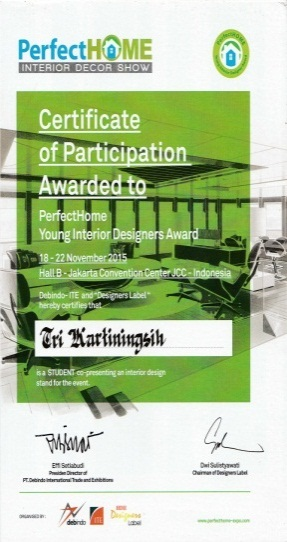 PerfectHOME
INTERIOR DECOR SHOW
Certificate
of Participation
Awarded to
PerfectHome
Young Interior Designers Award
18 - 22 November 2015
Hall B - Jakarta Convention Center JCC - Indonesia
Debindo- ITE and "Designers Label"
hereby certifies that
Tri Kartiningsih
is a STUDENT co-presenting an interior design
stand for the event.
Effi Setiabudi
Presiden Director of
PT. Debindo International Trade and Exhibitions
Dwi Sulistyawati
Chairman of Designers Label
ORGANISED BY :
debindo
ITE
Designers
LABEL
www.perfecthome-expo.com